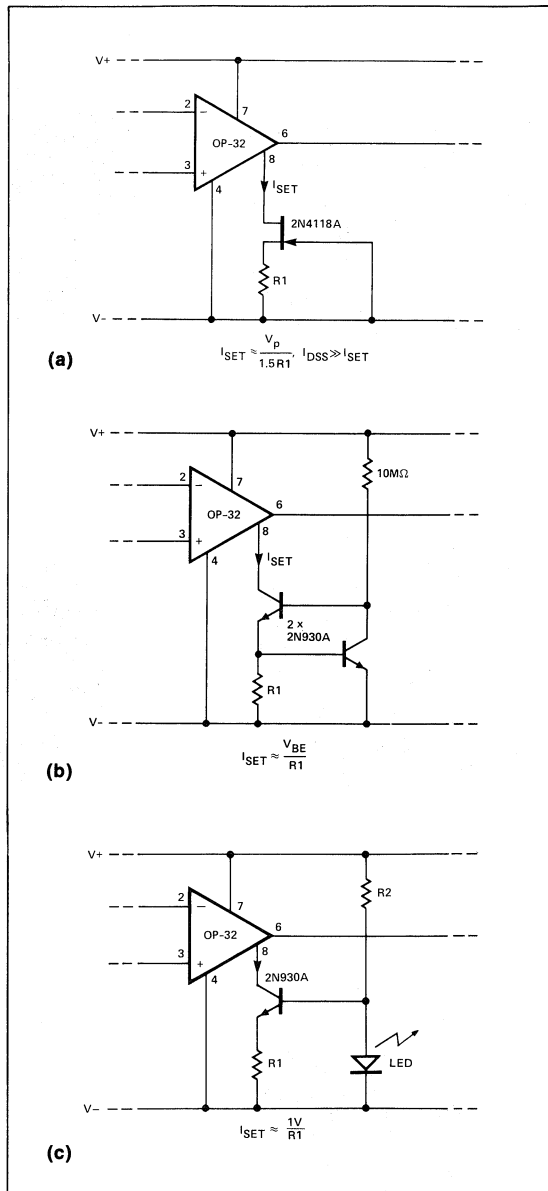 V+
2
−
7
6
OP-32
3
+
8
4
I_SET
2N4118A
R1
V−
I_SET ≈ V_p / 1.5R1, I_DSS ≫ I_SET
(a)
V+
10MΩ
2
−
7
6
OP-32
3
+
8
4
I_SET
2 ×
2N930A
R1
V−
I_SET ≈ V_BE / R1
(b)
V+
R2
2
−
7
6
OP-32
3
+
8
4
2N930A
R1
LED
V−
I_SET ≈ 1V / R1
(c)